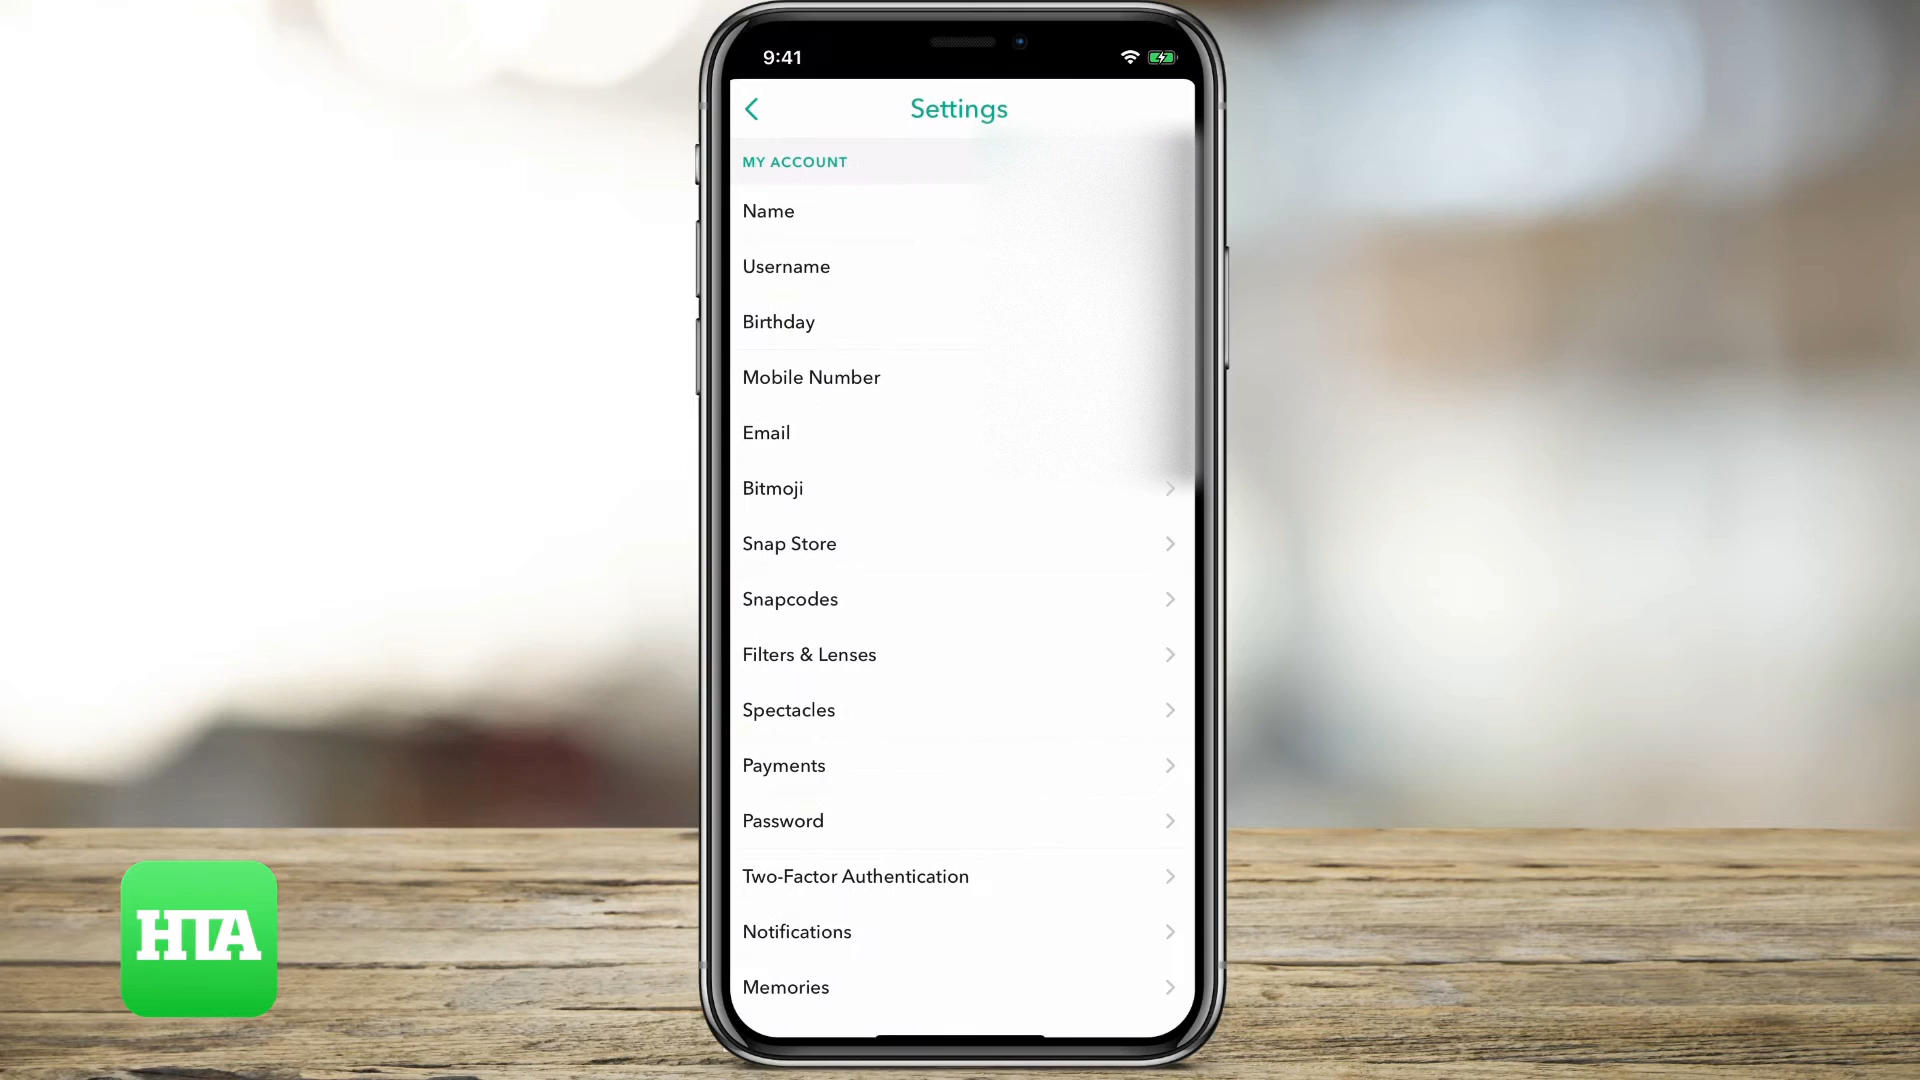 9:41
Settings
MY ACCOUNT
Name
Username
Birthday
Mobile Number
Email
Bitmoji
Snap Store
Snapcodes
Filters & Lenses
Spectacles
Payments
Password
Two-Factor Authentication
Notifications
Memories
HTA